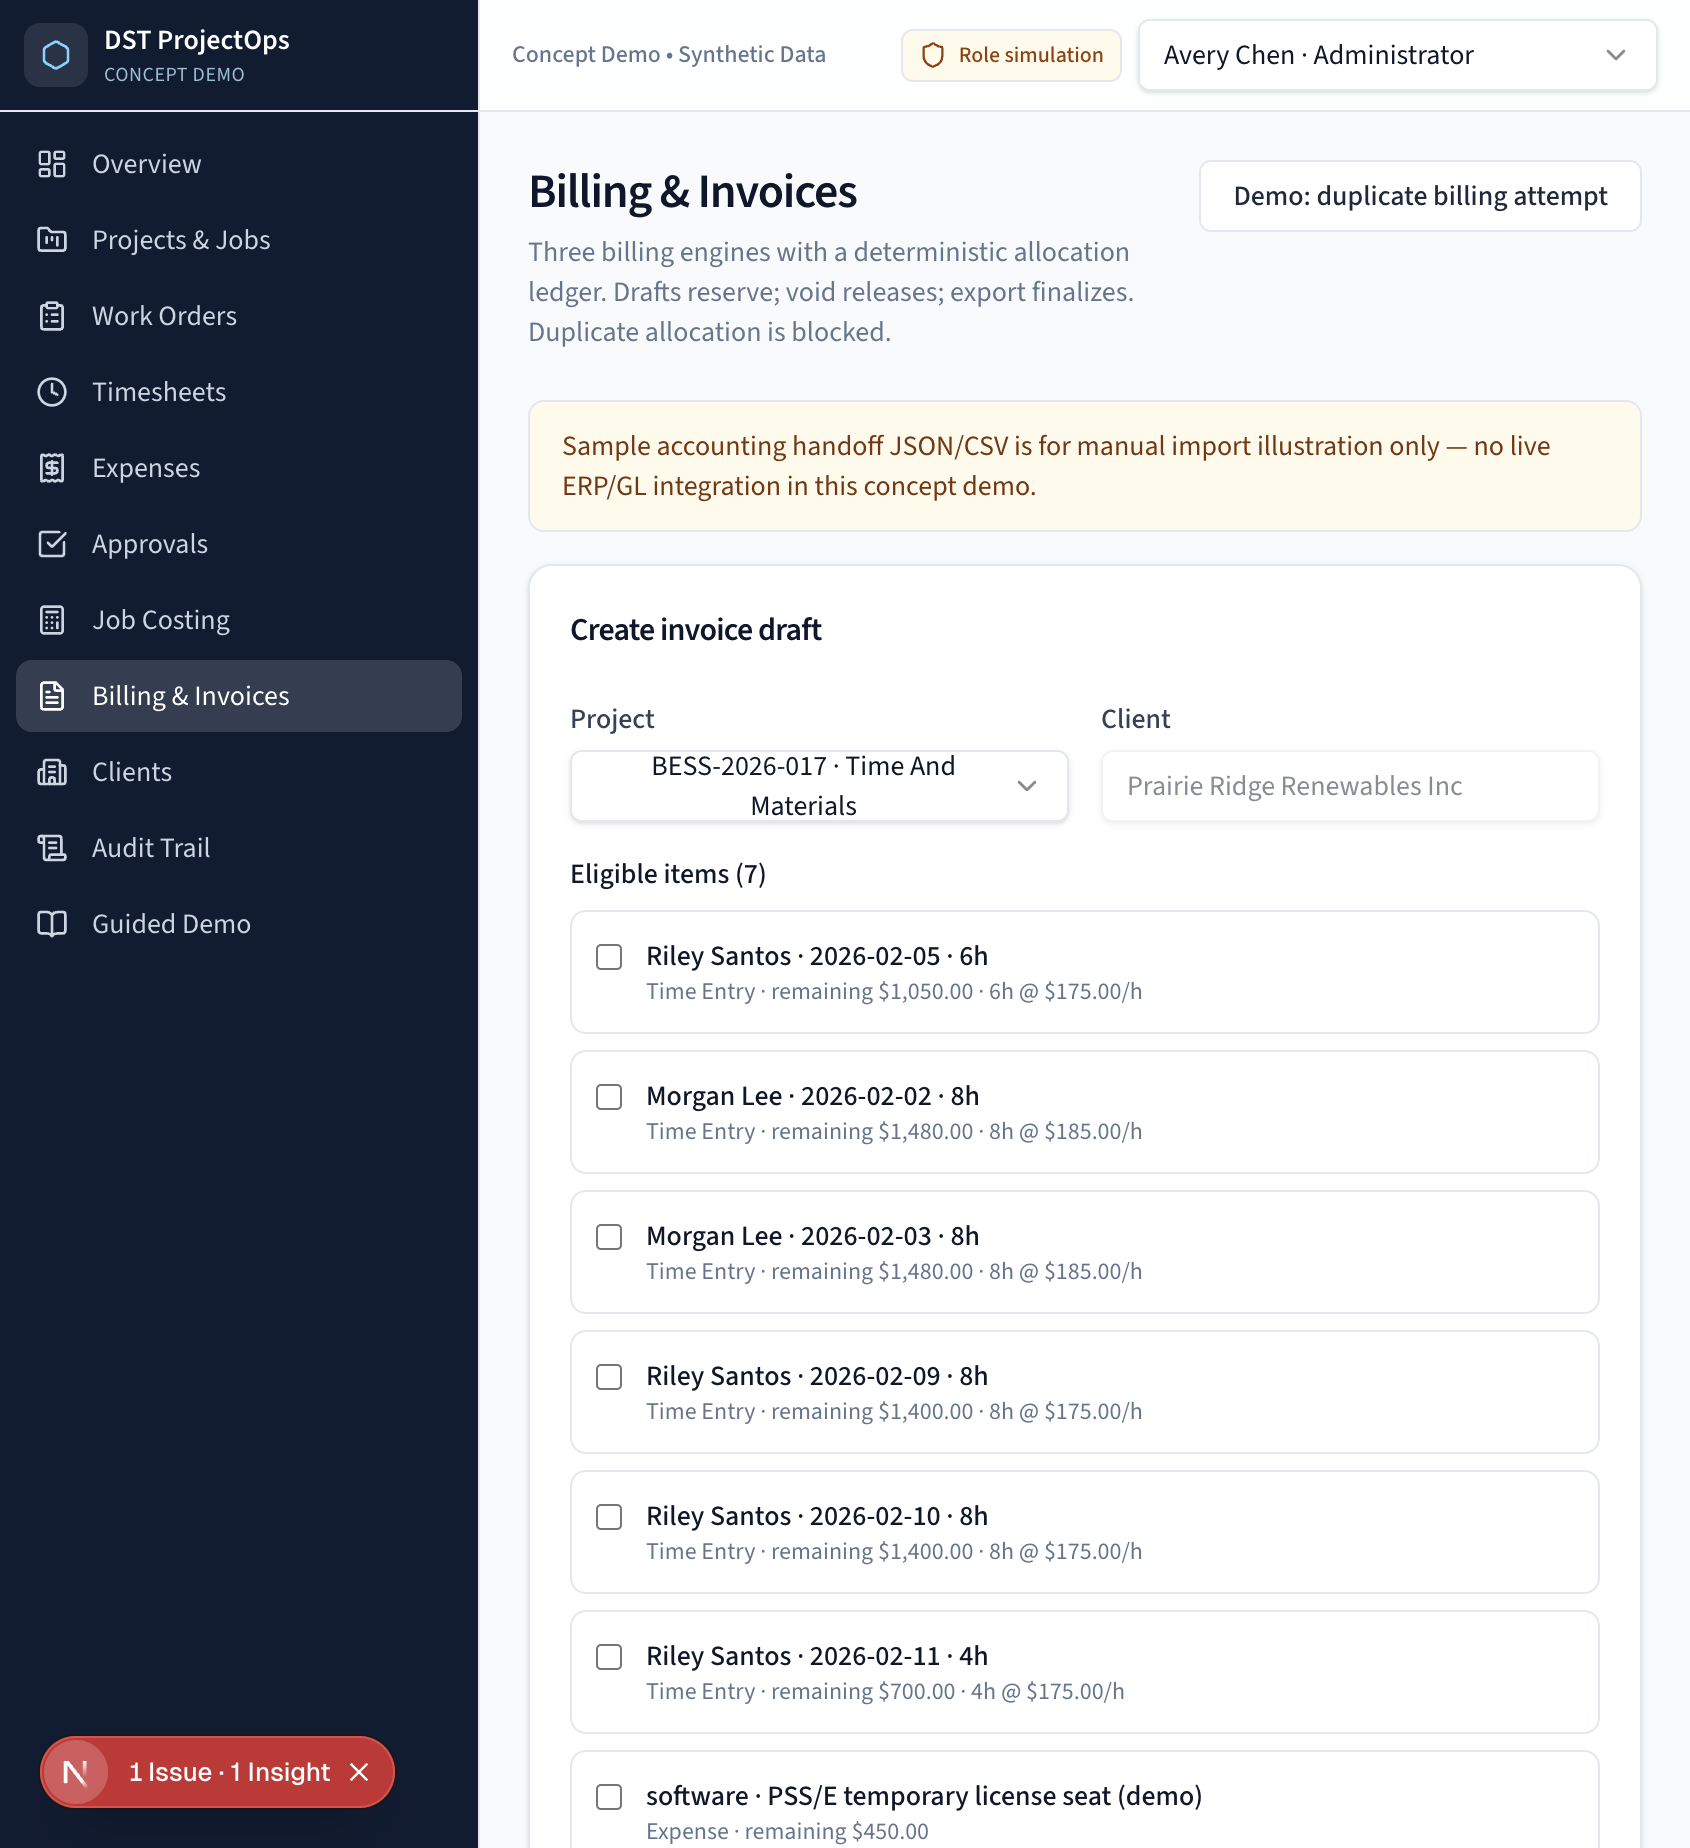 DST ProjectOps
CONCEPT DEMO
Overview
Projects & Jobs
Work Orders
Timesheets
Expenses
Approvals
Job Costing
Billing & Invoices
Clients
Audit Trail
Guided Demo
1 Issue · 1 Insight
Concept Demo • Synthetic Data
Role simulation
Avery Chen · Administrator
Billing & Invoices
Demo: duplicate billing attempt
Three billing engines with a deterministic allocation
ledger. Drafts reserve; void releases; export finalizes.
Duplicate allocation is blocked.
Sample accounting handoff JSON/CSV is for manual import illustration only — no live
ERP/GL integration in this concept demo.
Create invoice draft
Project
BESS-2026-017 · Time And
Materials
Client
Prairie Ridge Renewables Inc
Eligible items (7)
Riley Santos · 2026-02-05 · 6h
Time Entry · remaining $1,050.00 · 6h @ $175.00/h
Morgan Lee · 2026-02-02 · 8h
Time Entry · remaining $1,480.00 · 8h @ $185.00/h
Morgan Lee · 2026-02-03 · 8h
Time Entry · remaining $1,480.00 · 8h @ $185.00/h
Riley Santos · 2026-02-09 · 8h
Time Entry · remaining $1,400.00 · 8h @ $175.00/h
Riley Santos · 2026-02-10 · 8h
Time Entry · remaining $1,400.00 · 8h @ $175.00/h
Riley Santos · 2026-02-11 · 4h
Time Entry · remaining $700.00 · 4h @ $175.00/h
software · PSS/E temporary license seat (demo)
Expense · remaining $450.00